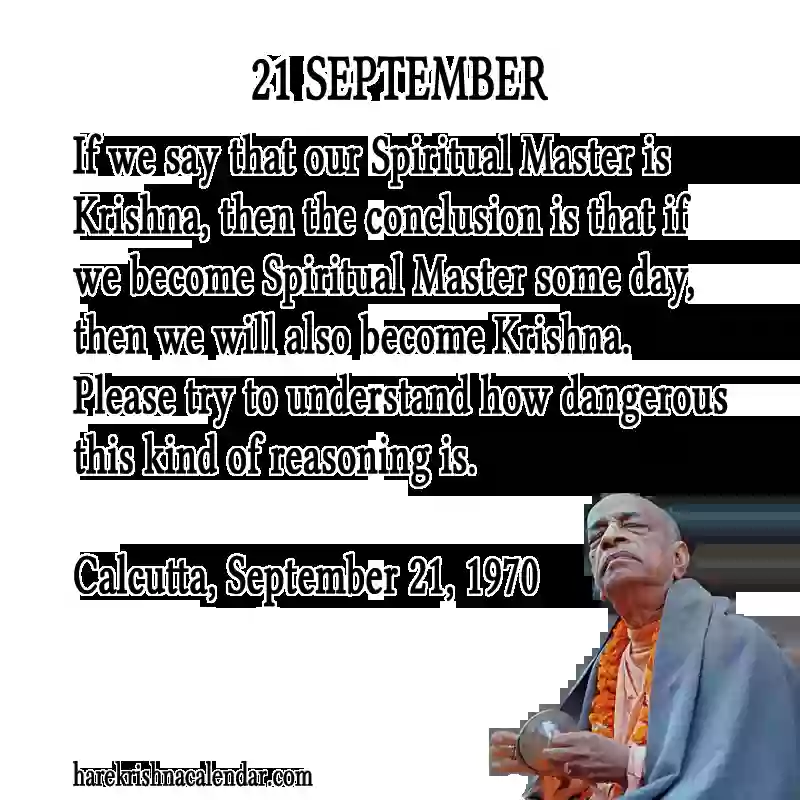 21 SEPTEMBER
If we say that our Spiritual Master is
Krishna, then the conclusion is that if
we become Spiritual Master some day,
then we will also become Krishna.
Please try to understand how dangerous
this kind of reasoning is.
Calcutta, September 21, 1970
harekrishnacalendar.com